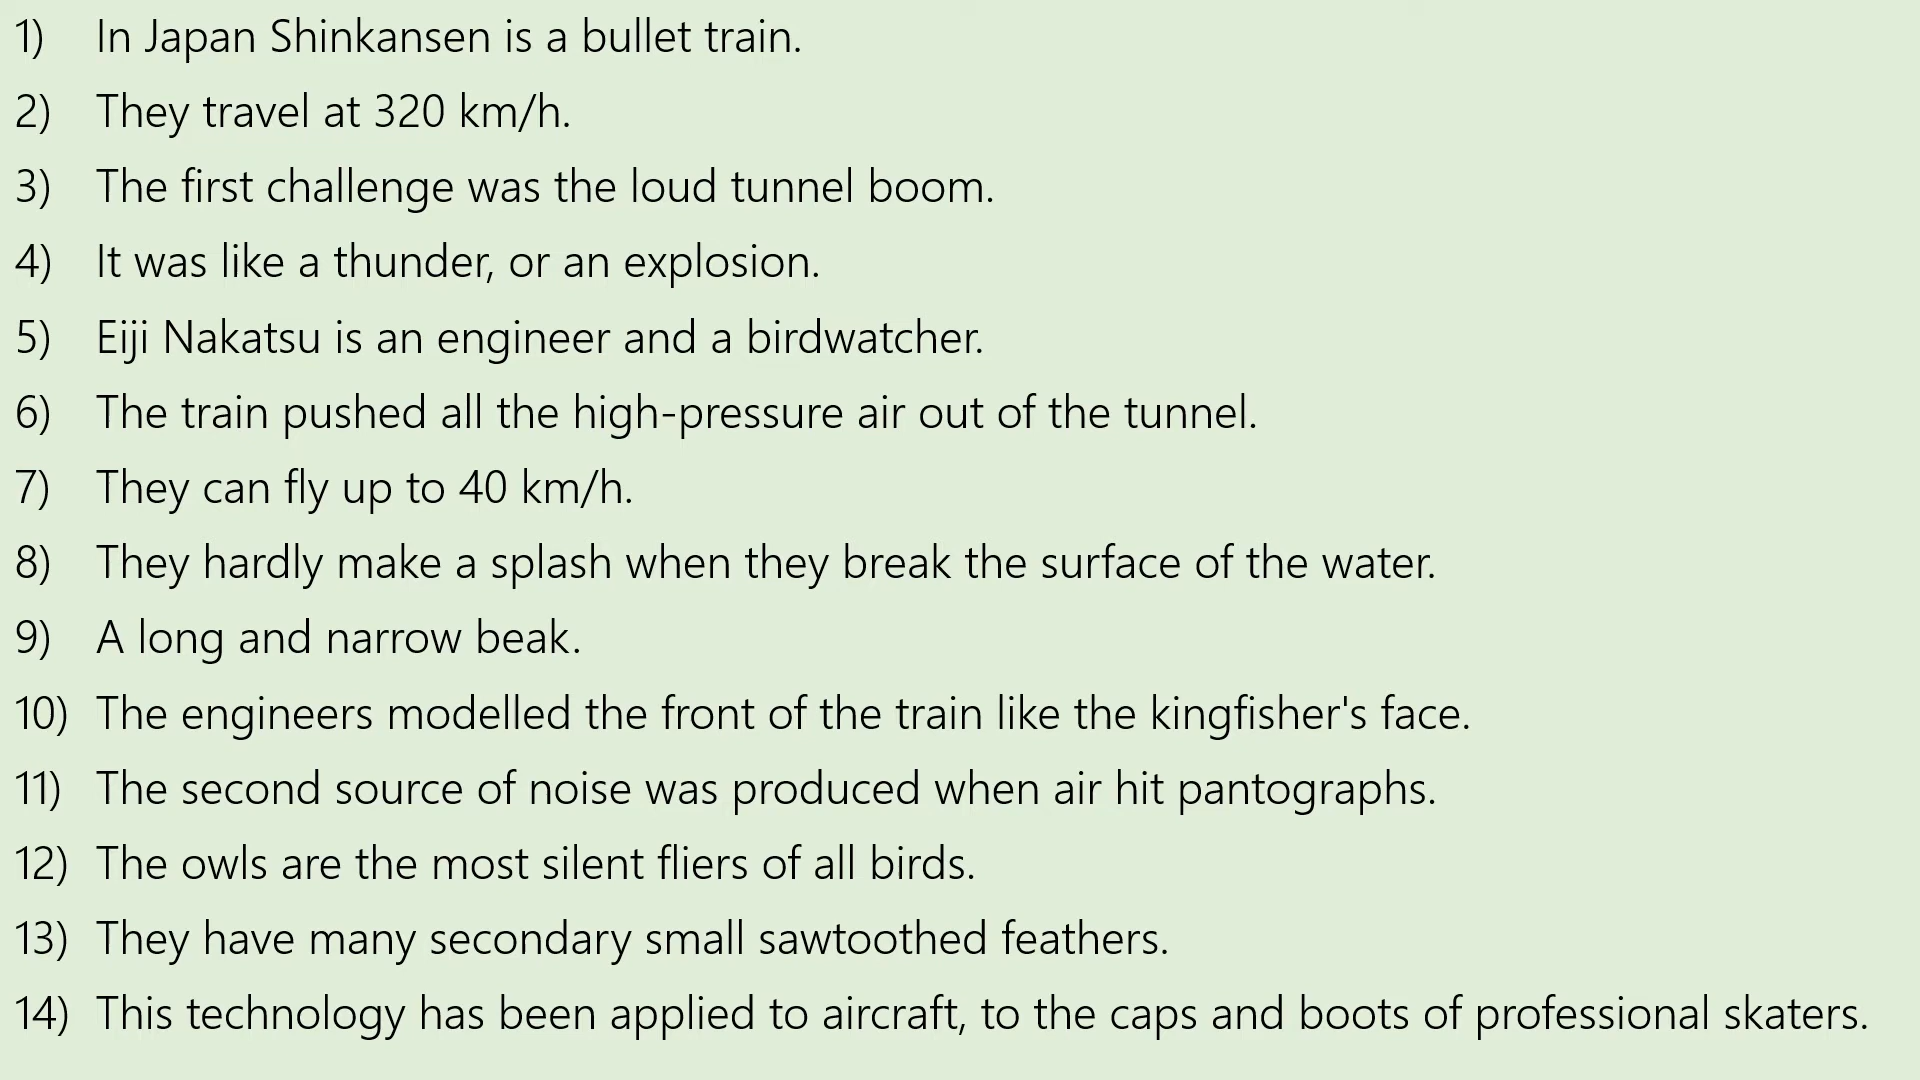 1) In Japan Shinkansen is a bullet train.
2) They travel at 320 km/h.
3) The first challenge was the loud tunnel boom.
4) It was like a thunder, or an explosion.
5) Eiji Nakatsu is an engineer and a birdwatcher.
6) The train pushed all the high-pressure air out of the tunnel.
7) They can fly up to 40 km/h.
8) They hardly make a splash when they break the surface of the water.
9) A long and narrow beak.
10) The engineers modelled the front of the train like the kingfisher's face.
11) The second source of noise was produced when air hit pantographs.
12) The owls are the most silent fliers of all birds.
13) They have many secondary small sawtoothed feathers.
14) This technology has been applied to aircraft, to the caps and boots of professional skaters.